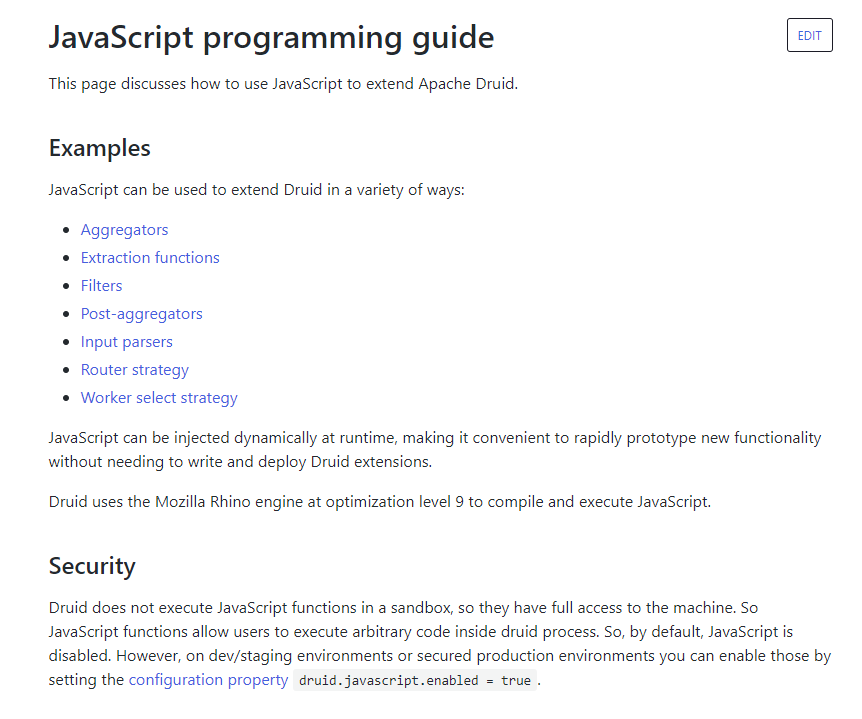 JavaScript programming guide
EDIT
This page discusses how to use JavaScript to extend Apache Druid.
Examples
JavaScript can be used to extend Druid in a variety of ways:
Aggregators
Extraction functions
Filters
Post-aggregators
Input parsers
Router strategy
Worker select strategy
JavaScript can be injected dynamically at runtime, making it convenient to rapidly prototype new functionality
without needing to write and deploy Druid extensions.
Druid uses the Mozilla Rhino engine at optimization level 9 to compile and execute JavaScript.
Security
Druid does not execute JavaScript functions in a sandbox, so they have full access to the machine. So
JavaScript functions allow users to execute arbitrary code inside druid process. So, by default, JavaScript is
disabled. However, on dev/staging environments or secured production environments you can enable those by
setting the configuration property druid.javascript.enabled = true.